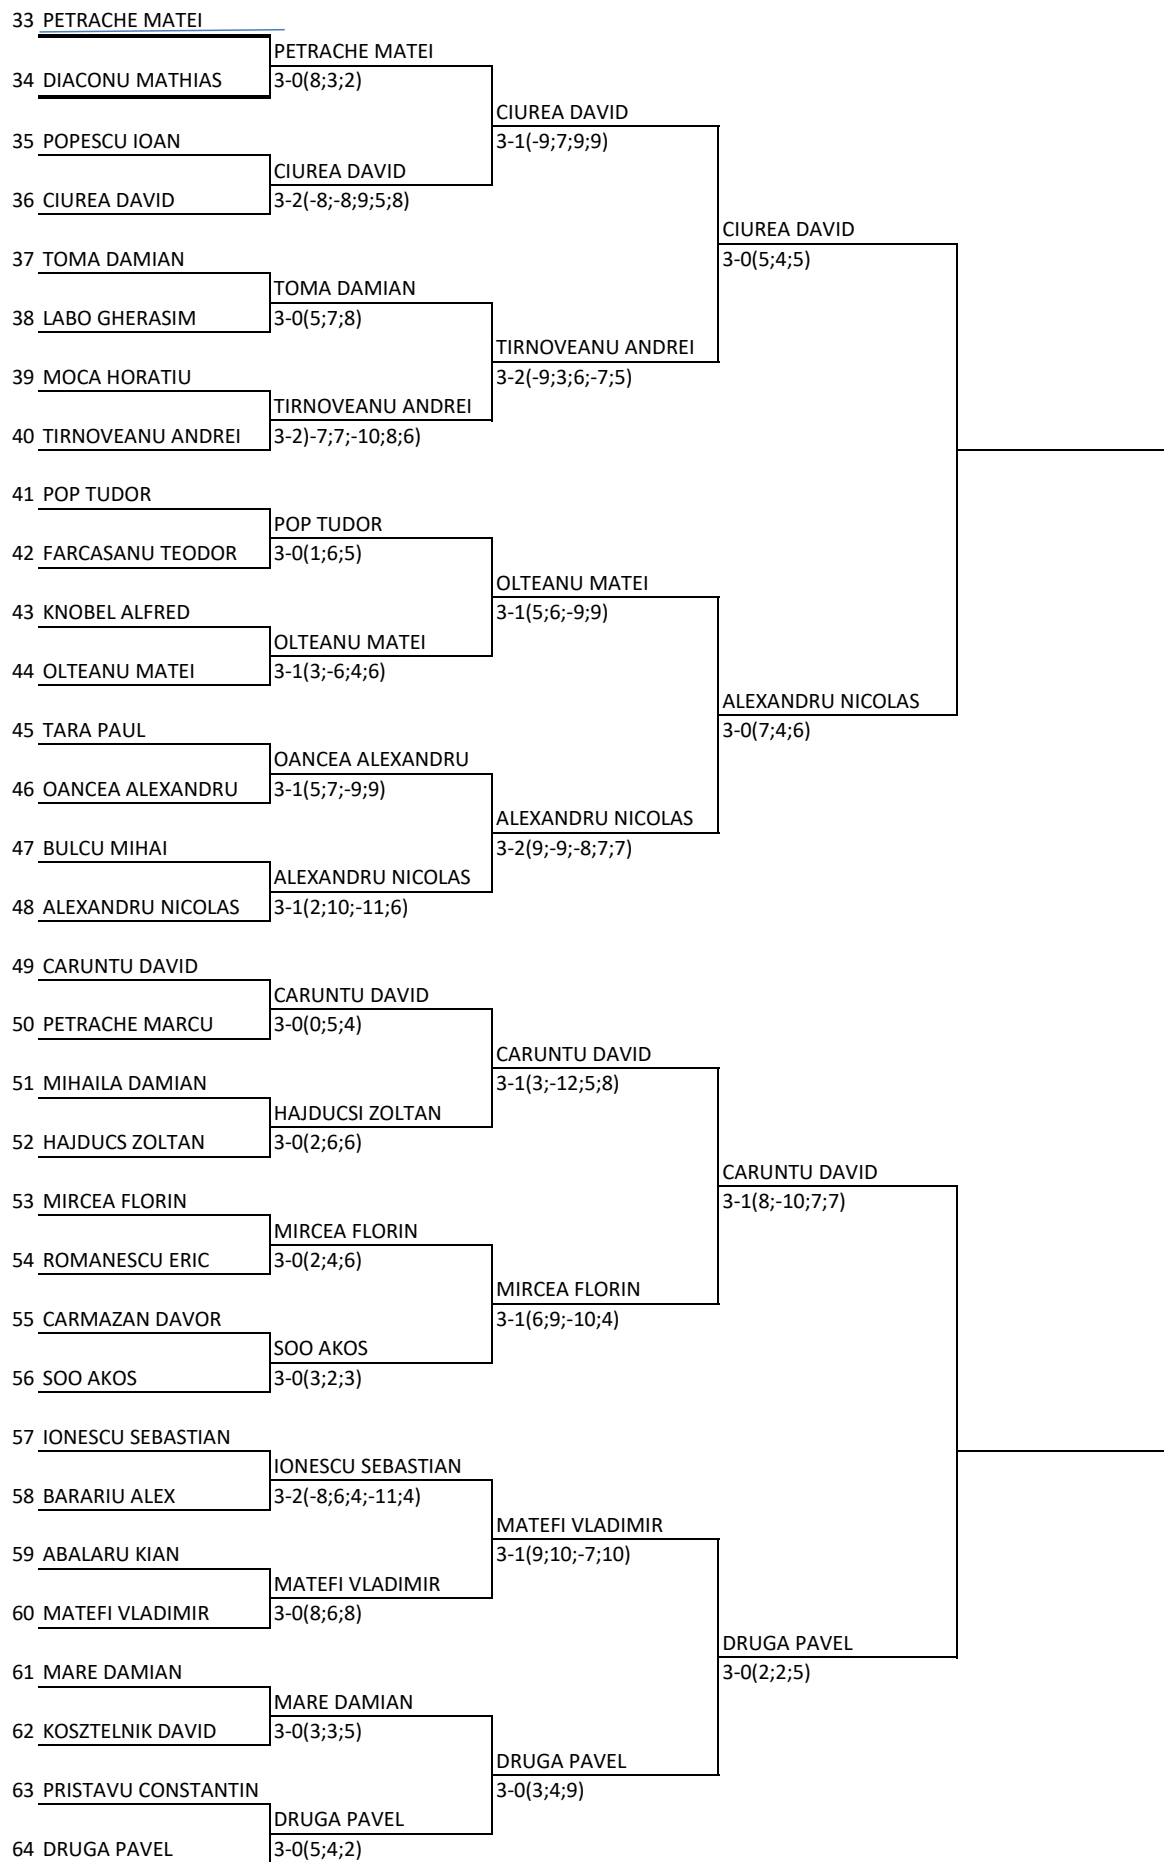 33 PETRACHE MATEI
PETRACHE MATEI
34 DIACONU MATHIAS 3-0(8;3;2)
CIUREA DAVID
35 POPESCU IOAN 3-1(-9;7;9;9)
CIUREA DAVID
36 CIUREA DAVID 3-2(-8;-8;9;5;8)
CIUREA DAVID
37 TOMA DAMIAN 3-0(5;4;5)
TOMA DAMIAN
38 LABO GHERASIM 3-0(5;7;8)
TIRNOVEANU ANDREI
39 MOCA HORATIU 3-2(-9;3;6;-7;5)
TIRNOVEANU ANDREI
40 TIRNOVEANU ANDREI 3-2)-7;7;-10;8;6)
41 POP TUDOR
POP TUDOR
42 FARCASANU TEODOR 3-0(1;6;5)
OLTEANU MATEI
43 KNOBEL ALFRED 3-1(5;6;-9;9)
OLTEANU MATEI
44 OLTEANU MATEI 3-1(3;-6;4;6)
ALEXANDRU NICOLAS
45 TARA PAUL 3-0(7;4;6)
OANCEA ALEXANDRU
46 OANCEA ALEXANDRU 3-1(5;7;-9;9)
ALEXANDRU NICOLAS
47 BULCU MIHAI 3-2(9;-9;-8;7;7)
ALEXANDRU NICOLAS
48 ALEXANDRU NICOLAS 3-1(2;10;-11;6)
49 CARUNTU DAVID
CARUNTU DAVID
50 PETRACHE MARCU 3-0(0;5;4)
CARUNTU DAVID
51 MIHAILA DAMIAN 3-1(3;-12;5;8)
HAJDUCSI ZOLTAN
52 HAJDUCS ZOLTAN 3-0(2;6;6)
CARUNTU DAVID
53 MIRCEA FLORIN 3-1(8;-10;7;7)
MIRCEA FLORIN
54 ROMANESCU ERIC 3-0(2;4;6)
MIRCEA FLORIN
55 CARMAZAN DAVOR 3-1(6;9;-10;4)
SOO AKOS
56 SOO AKOS 3-0(3;2;3)
57 IONESCU SEBASTIAN
IONESCU SEBASTIAN
58 BARARIU ALEX 3-2(-8;6;4;-11;4)
MATEFI VLADIMIR
59 ABALARU KIAN 3-1(9;10;-7;10)
MATEFI VLADIMIR
60 MATEFI VLADIMIR 3-0(8;6;8)
DRUGA PAVEL
61 MARE DAMIAN 3-0(2;2;5)
MARE DAMIAN
62 KOSZTELNIK DAVID 3-0(3;3;5)
DRUGA PAVEL
63 PRISTAVU CONSTANTIN 3-0(3;4;9)
DRUGA PAVEL
64 DRUGA PAVEL 3-0(5;4;2)